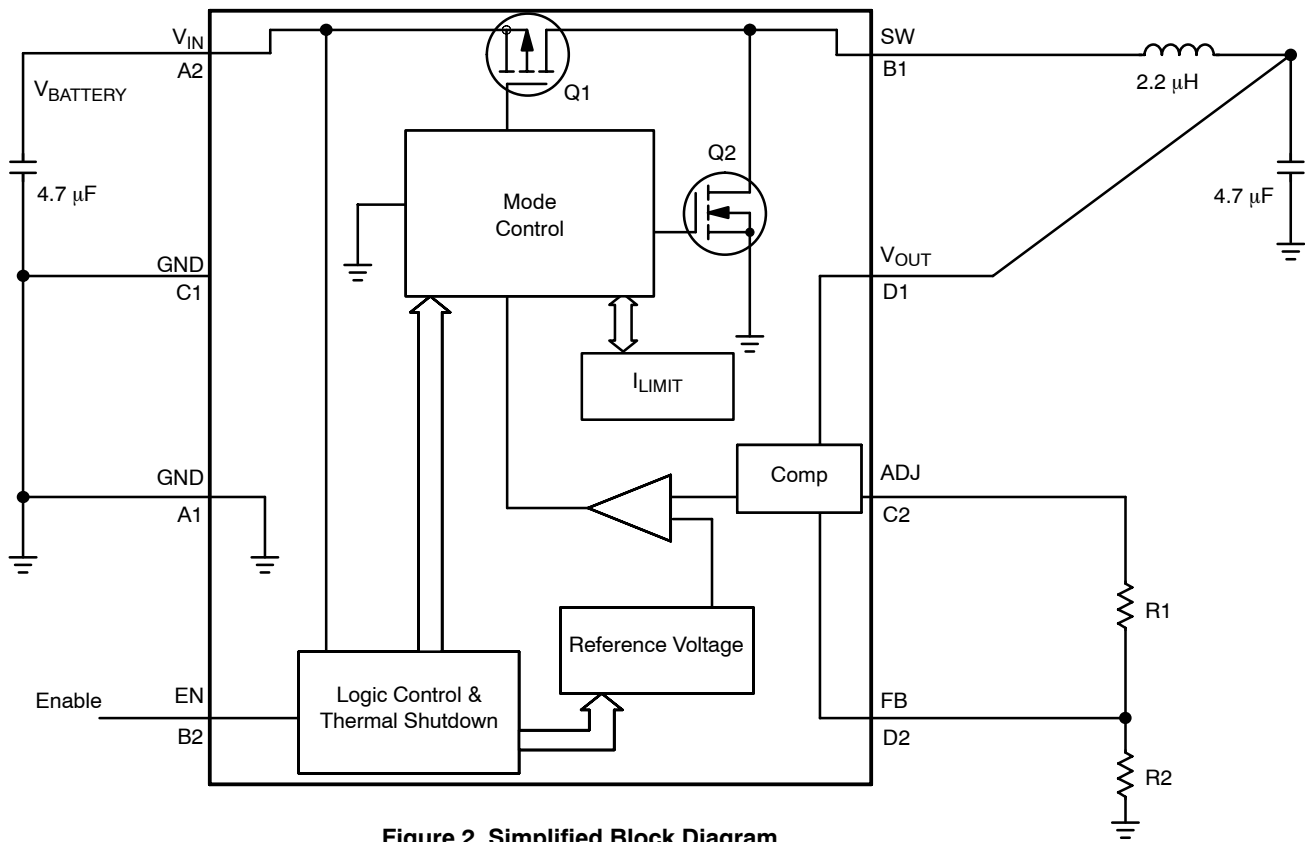 V_IN
A2
V_BATTERY
4.7 μF
GND
C1
GND
A1
Enable
EN
B2
Q1
Mode
Control
Q2
I_LIMIT
Comp
Reference Voltage
Logic Control &
Thermal Shutdown
SW
B1
2.2 μH
4.7 μF
V_OUT
D1
ADJ
C2
R1
FB
D2
R2
Figure 2. Simplified Block Diagram